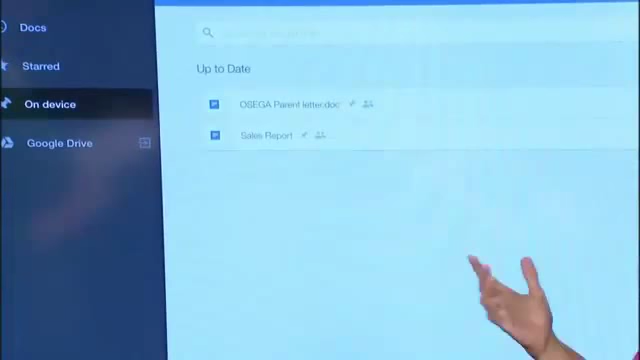 Docs
Starred
On device
Google Drive
Up to Date
OSEGA Parent letter.doc
Sales Report